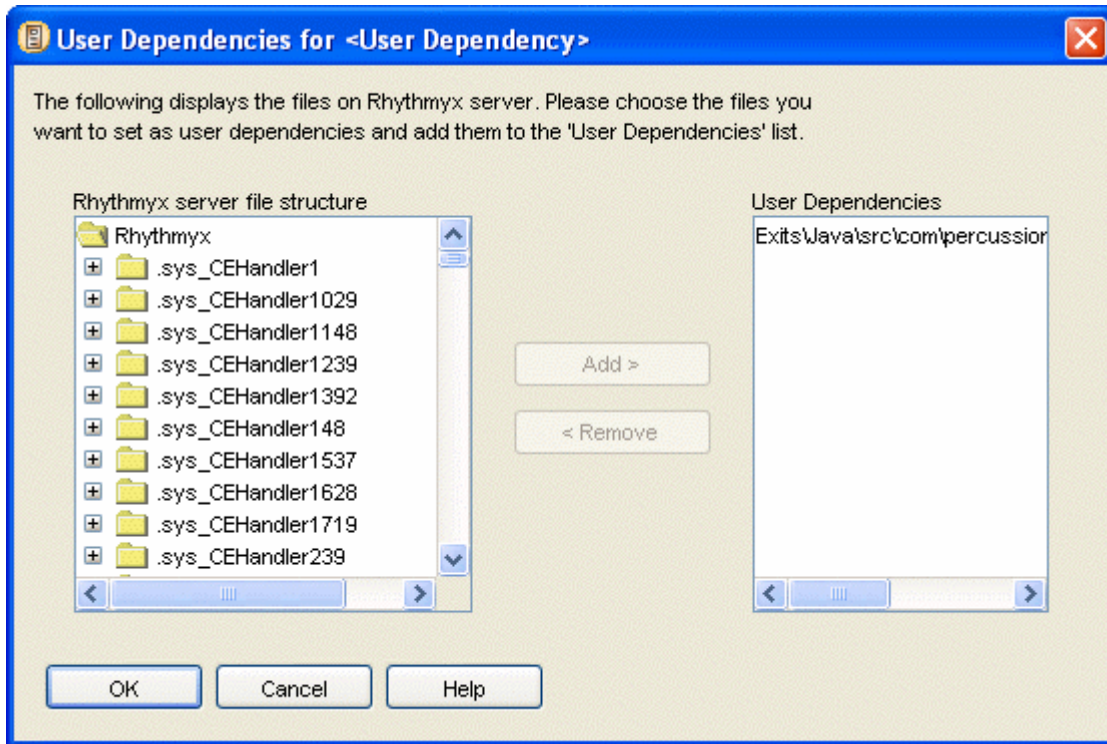 User Dependencies for <User Dependency>
The following displays the files on Rhythmyx server. Please choose the files you
want to set as user dependencies and add them to the 'User Dependencies' list.
Rhythmyx server file structure
Rhythmyx
.sys_CEHandler1
.sys_CEHandler1029
.sys_CEHandler1148
.sys_CEHandler1239
.sys_CEHandler1392
.sys_CEHandler148
.sys_CEHandler1537
.sys_CEHandler1628
.sys_CEHandler1719
.sys_CEHandler239
Add >
< Remove
User Dependencies
Exits\Java\src\com\percussion
OK
Cancel
Help